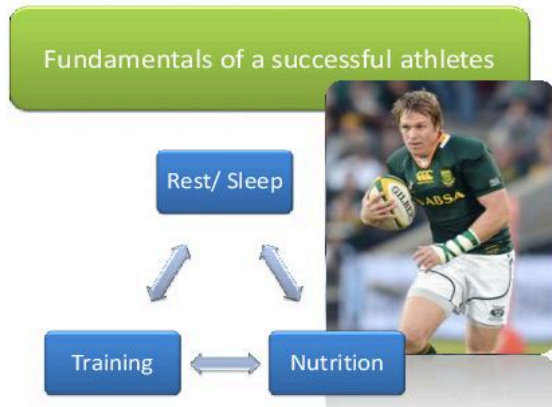 Fundamentals of a successful athletes
Rest/ Sleep
Training
Nutrition
ABSA